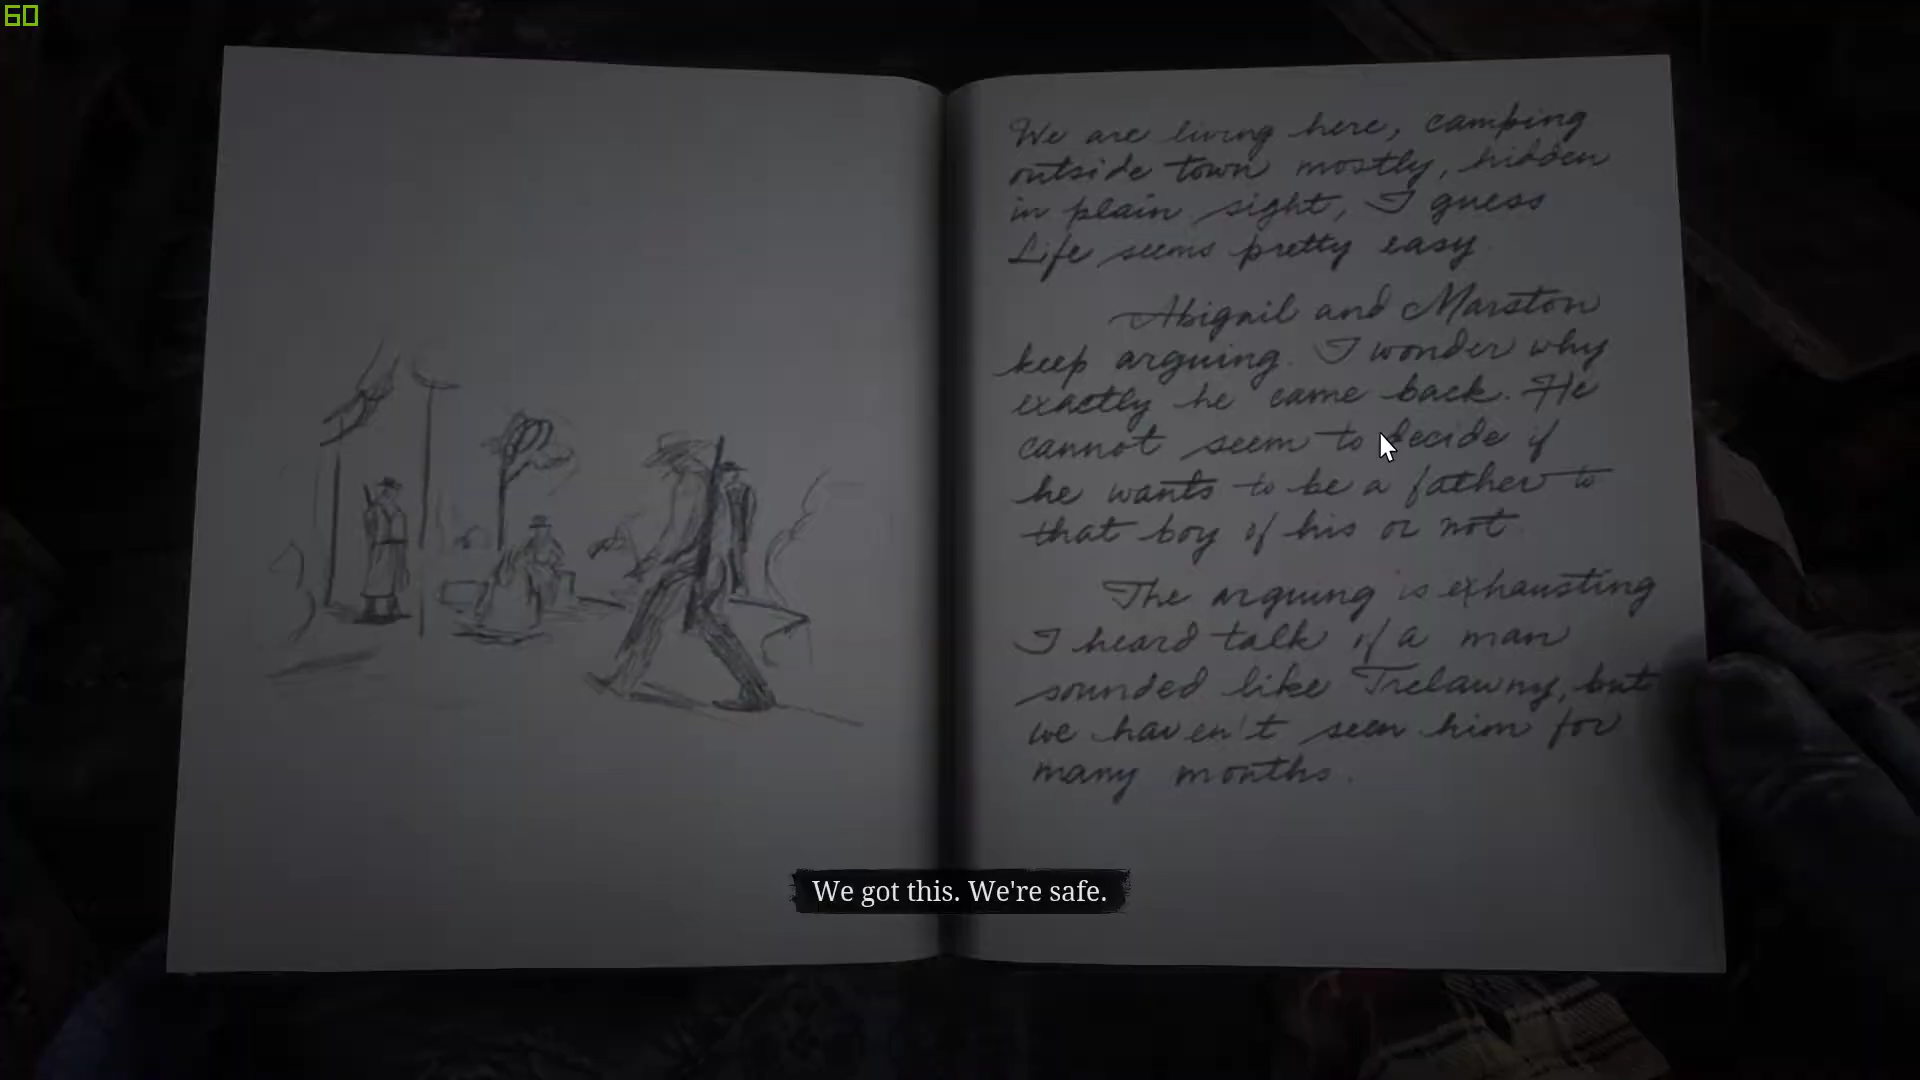 60
We are living here, camping
outside town mostly, hidden
in plain sight, I guess
Life seems pretty easy.
Abigail and Marston
keep arguing. I wonder why
exactly he came back. He
cannot seem to decide if
he wants to be a father to
that boy of his or not
The arguing is exhausting
I heard talk of a man
sounded like Trelawny, but
we haven't seen him for
many months.
We got this. We're safe.